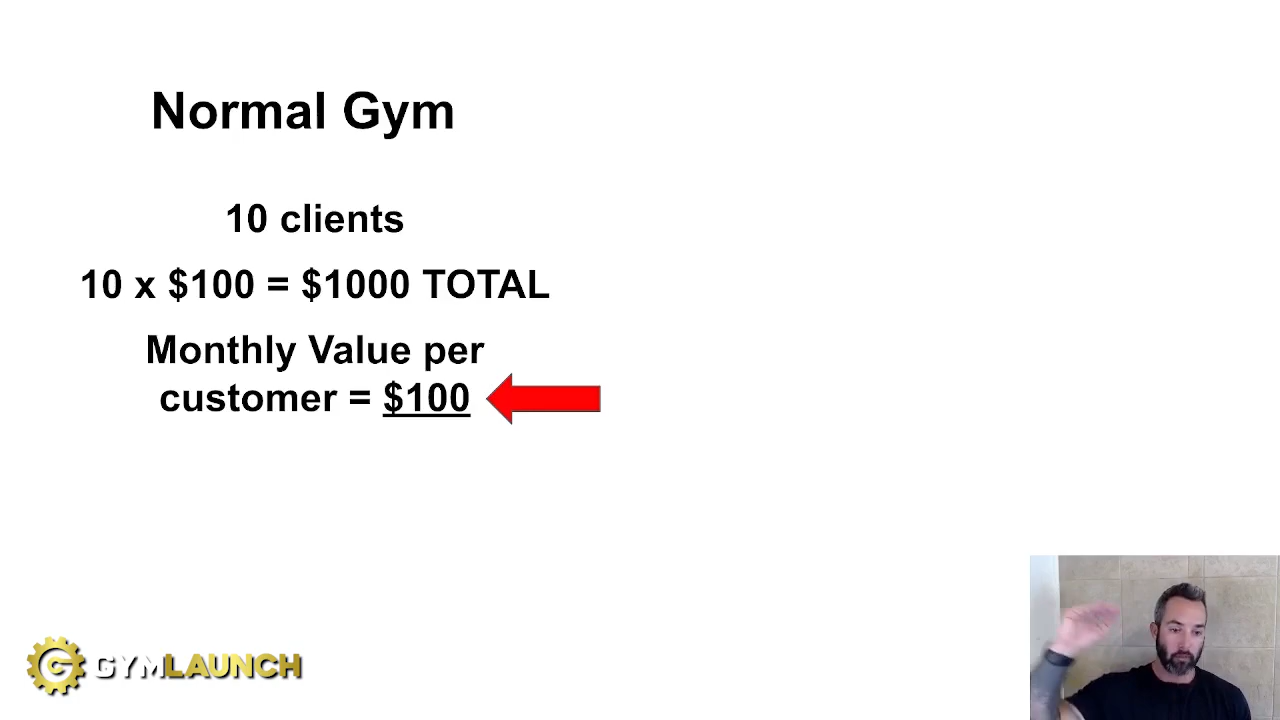 Normal Gym
10 clients
10 x $100 = $1000 TOTAL
Monthly Value per
customer = $100
G GYMLAUNCH